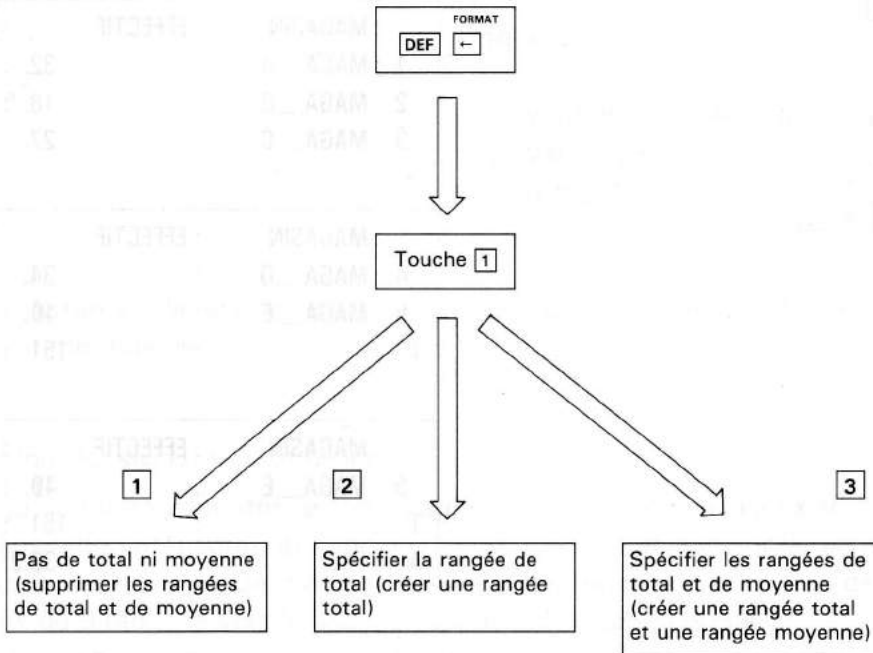 FORMAT
DEF ←
Touche 1
1 2 3
Pas de total ni moyenne
(supprimer les rangées
de total et de moyenne)
Spécifier la rangée de
total (créer une rangée
total)
Spécifier les rangées de
total et de moyenne
(créer une rangée total
et une rangée moyenne)